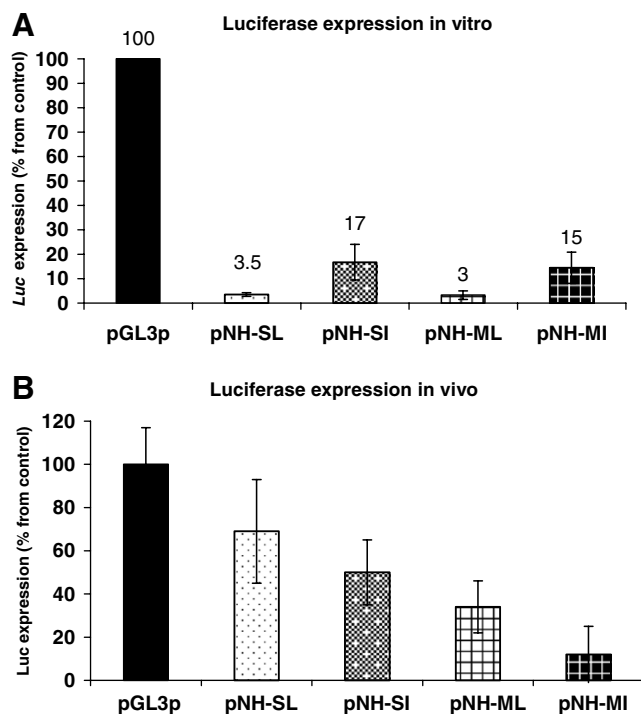 A
Luciferase expression in vitro
Luc expression (% from control)
100
90
80
70
60
50
40
30
20
10
0
100
3.5
17
3
15
pGL3p pNH-SL pNH-SI pNH-ML pNH-MI
B
Luciferase expression in vivo
Luc expression (% from control)
120
100
80
60
40
20
0
pGL3p pNH-SL pNH-SI pNH-ML pNH-MI